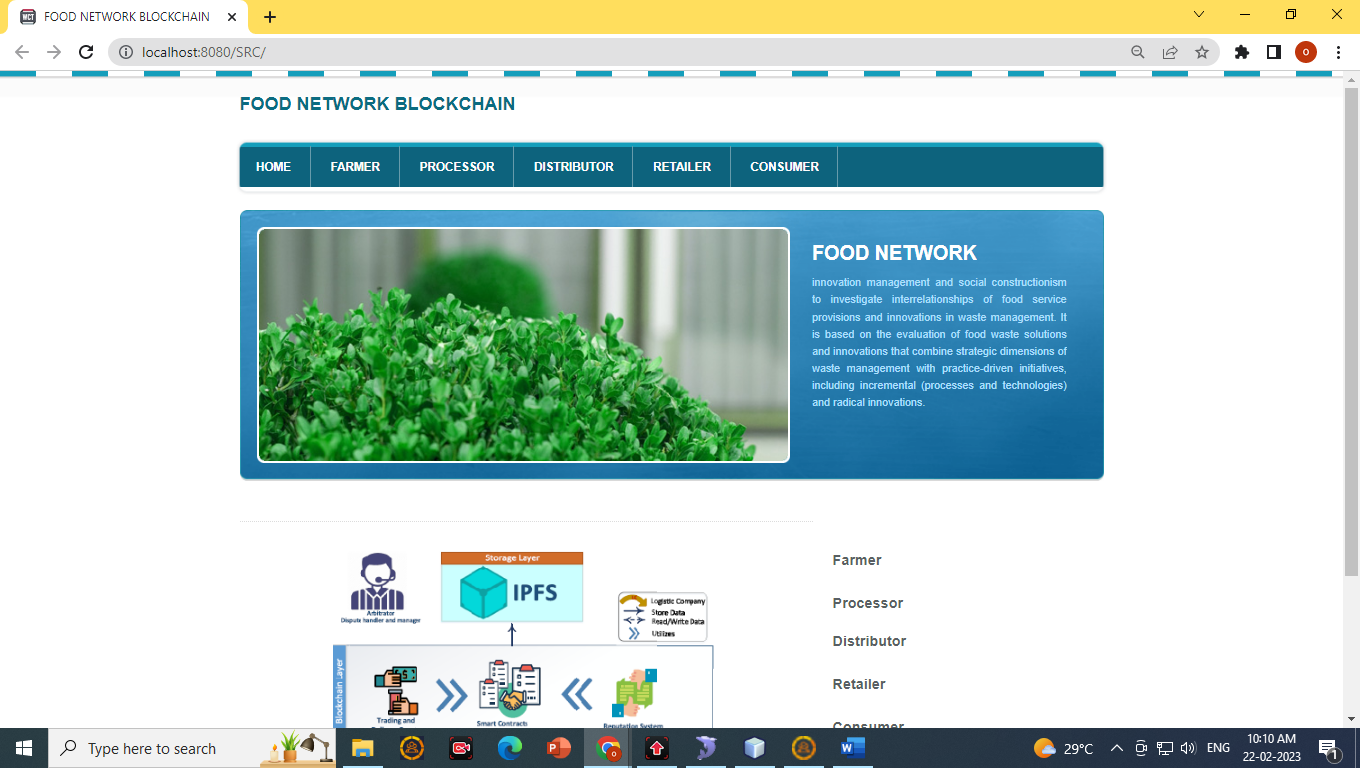 FOOD NETWORK BLOCKCHAIN
localhost:8080/SRC/
FOOD NETWORK BLOCKCHAIN
HOME FARMER PROCESSOR DISTRIBUTOR RETAILER CONSUMER
FOOD NETWORK
innovation management and social constructionism
to investigate interrelationships of food service
provisions and innovations in waste management. It
is based on the evaluation of food waste solutions
and innovations that combine strategic dimensions of
waste management with practice-driven initiatives,
including incremental (processes and technologies)
and radical innovations.
Storage Layer
IPFS
Arbitrator
Dispute handler and manager
Logistic Company
Store Data
Read/Write Data
Utilizes
Blockchain Layer
Trading and
Smart Contracts
Reputation System
Farmer
Processor
Distributor
Retailer
Consumer
Type here to search
29°C
ENG
10:10 AM
22-02-2023
1